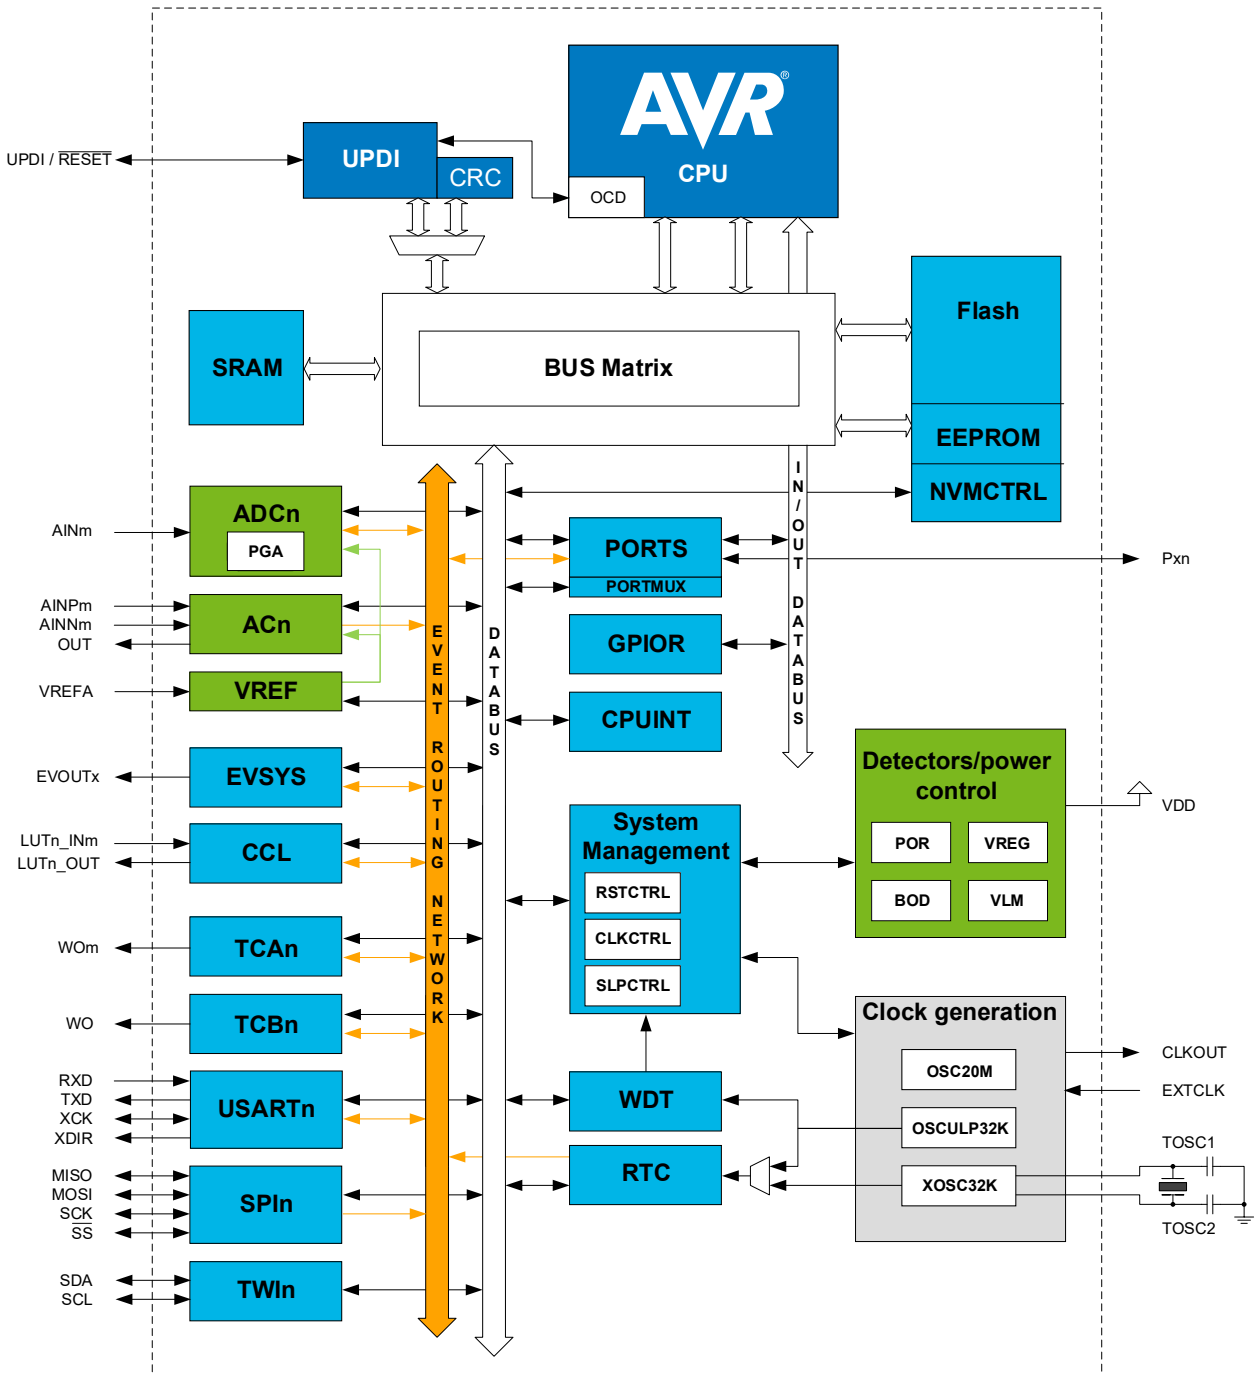 AVR®
CPU
OCD
UPDI / RESET
UPDI
CRC
SRAM
BUS Matrix
Flash
EEPROM
NVMCTRL
AINm
ADCn
PGA
AINPm
AINNm
OUT
ACn
VREFA
VREF
EVOUTx
EVSYS
LUTn_INm
LUTn_OUT
CCL
WOm
TCAn
WO
TCBn
RXD
TXD
XCK
XDIR
USARTn
MISO
MOSI
SCK
SS
SPIn
SDA
SCL
TWIn
EVENT ROUTING NETWORK
DATABUS
IN/OUT DATABUS
PORTS
PORTMUX
Pxn
GPIOR
CPUINT
System
Management
RSTCTRL
CLKCTRL
SLPCTRL
Detectors/power
control
POR
VREG
BOD
VLM
VDD
WDT
RTC
Clock generation
OSC20M
OSCULP32K
XOSC32K
CLKOUT
EXTCLK
TOSC1
TOSC2